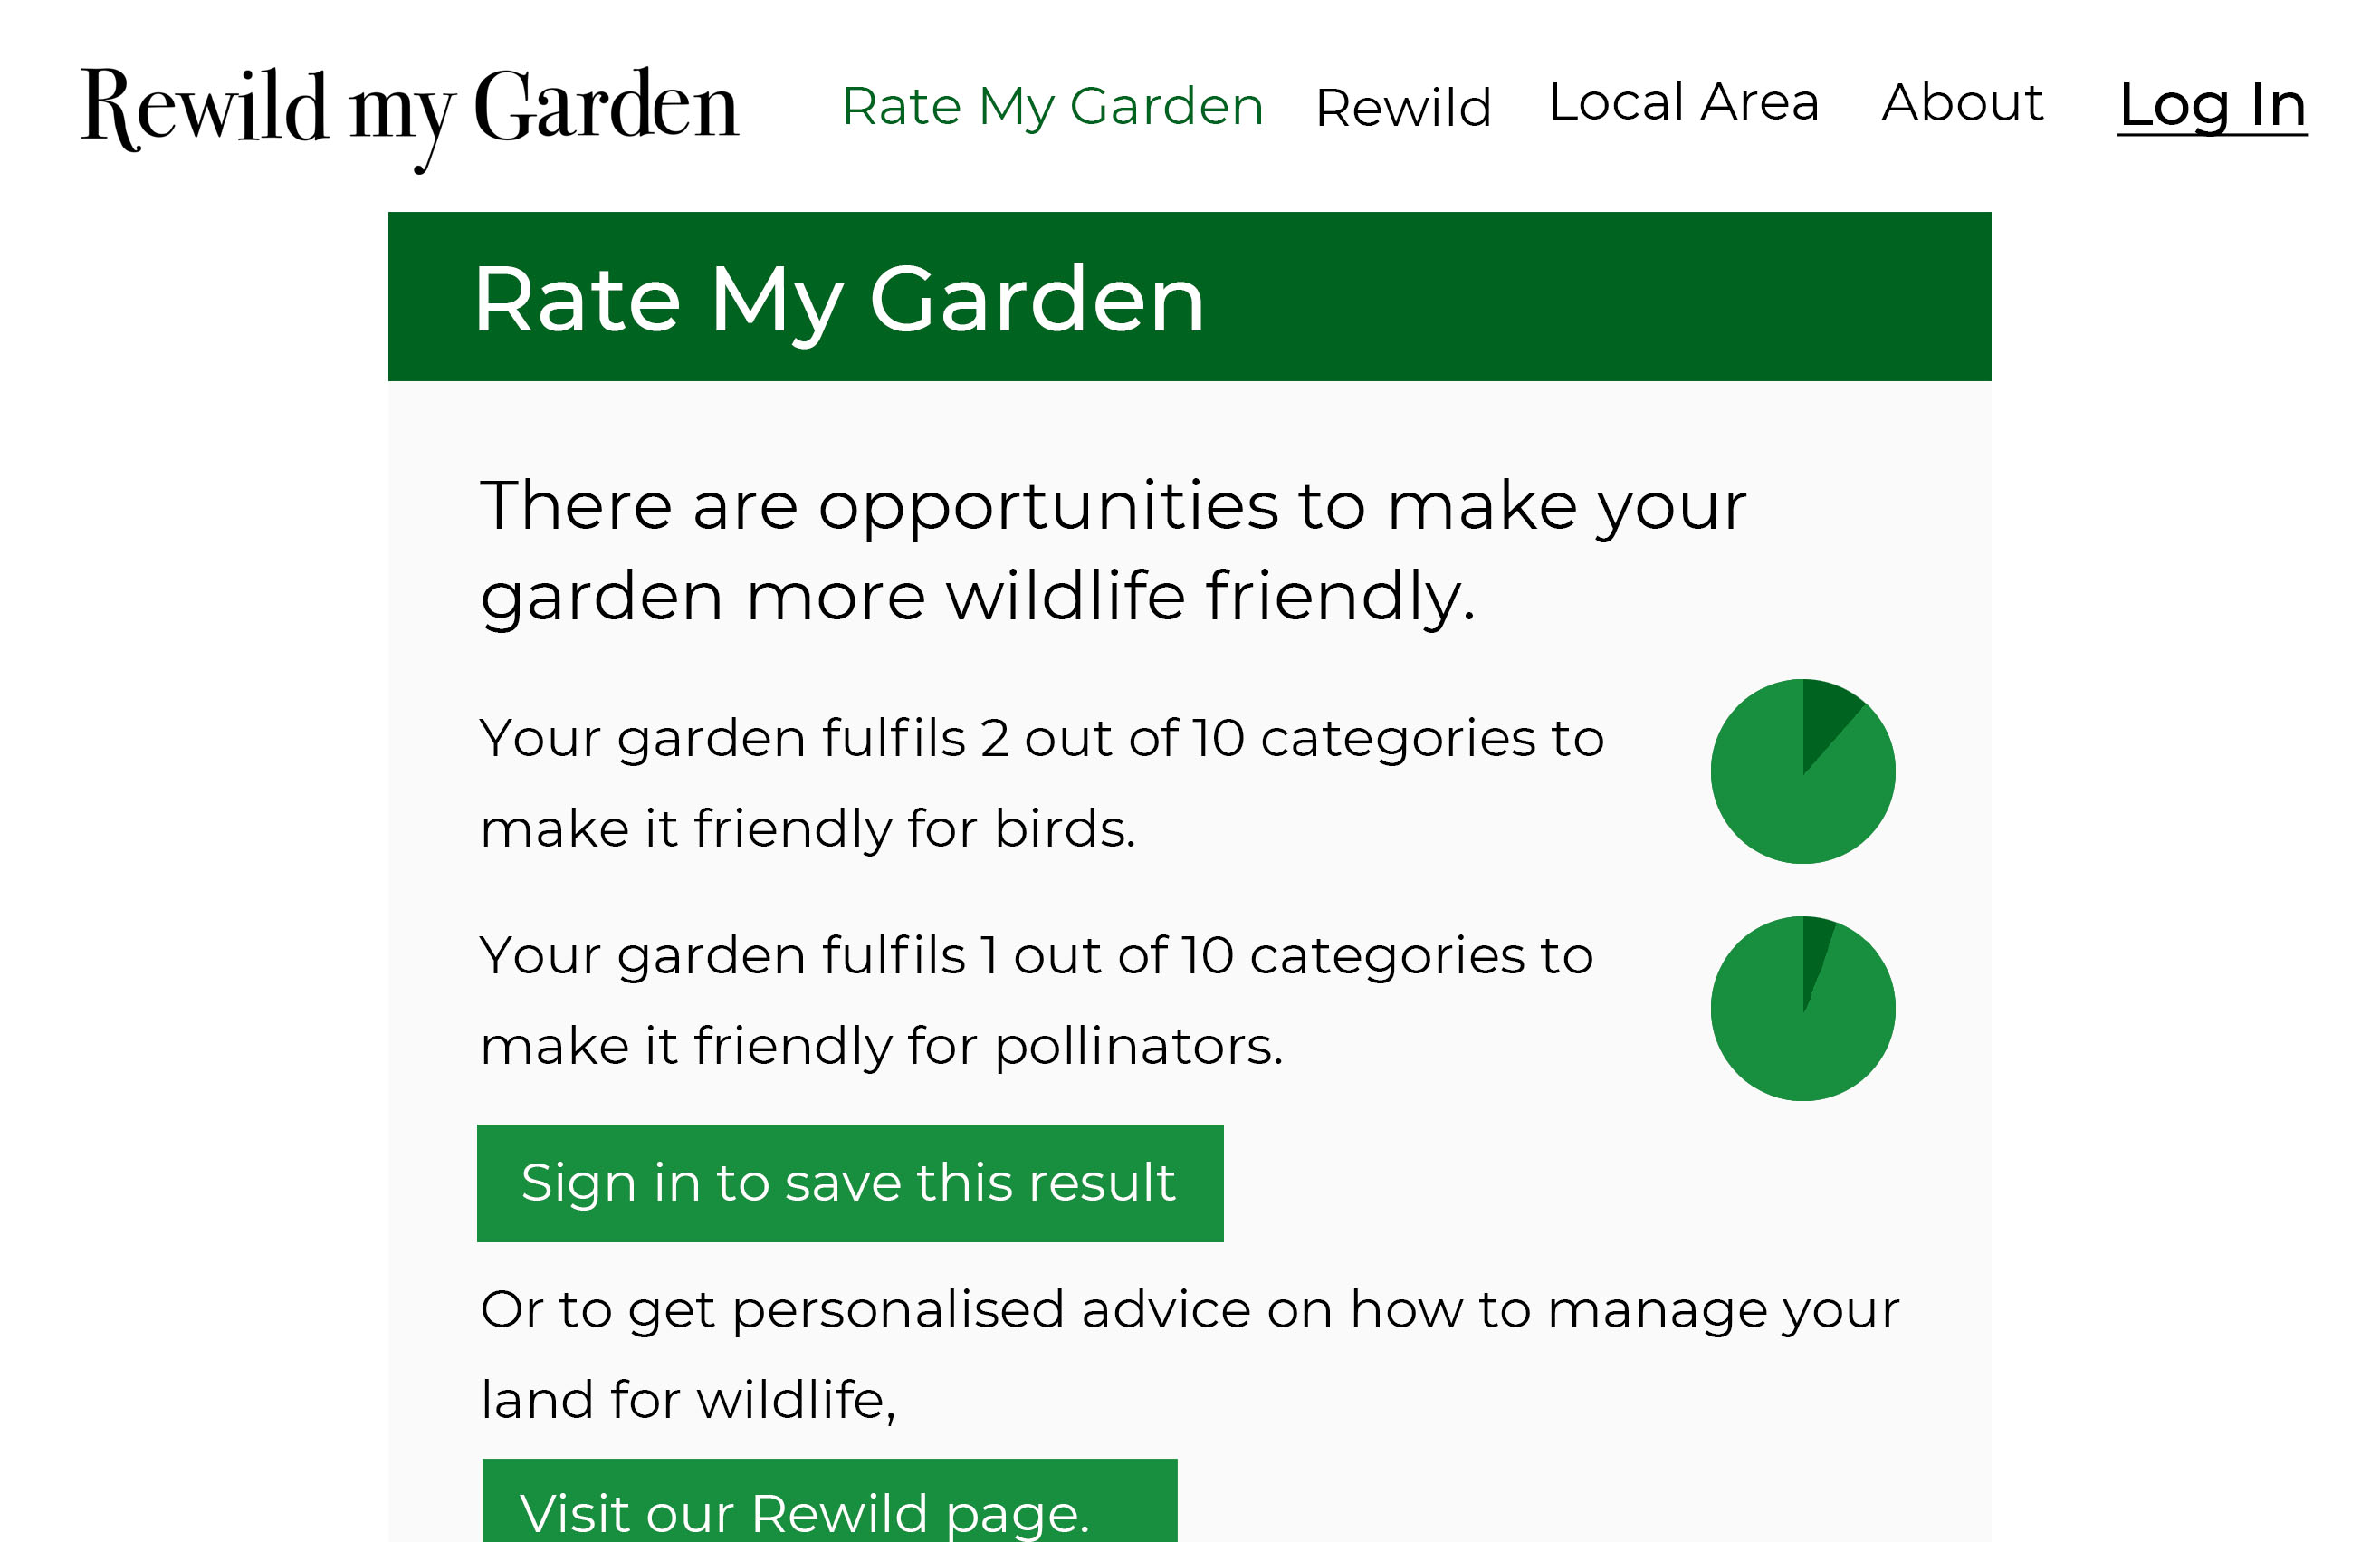 Rewild my Garden
Rate My Garden
Rewild
Local Area
About
Log In
Rate My Garden
There are opportunities to make your
garden more wildlife friendly.
Your garden fulfils 2 out of 10 categories to
make it friendly for birds.
Your garden fulfils 1 out of 10 categories to
make it friendly for pollinators.
Sign in to save this result
Or to get personalised advice on how to manage your
land for wildlife,
Visit our Rewild page.